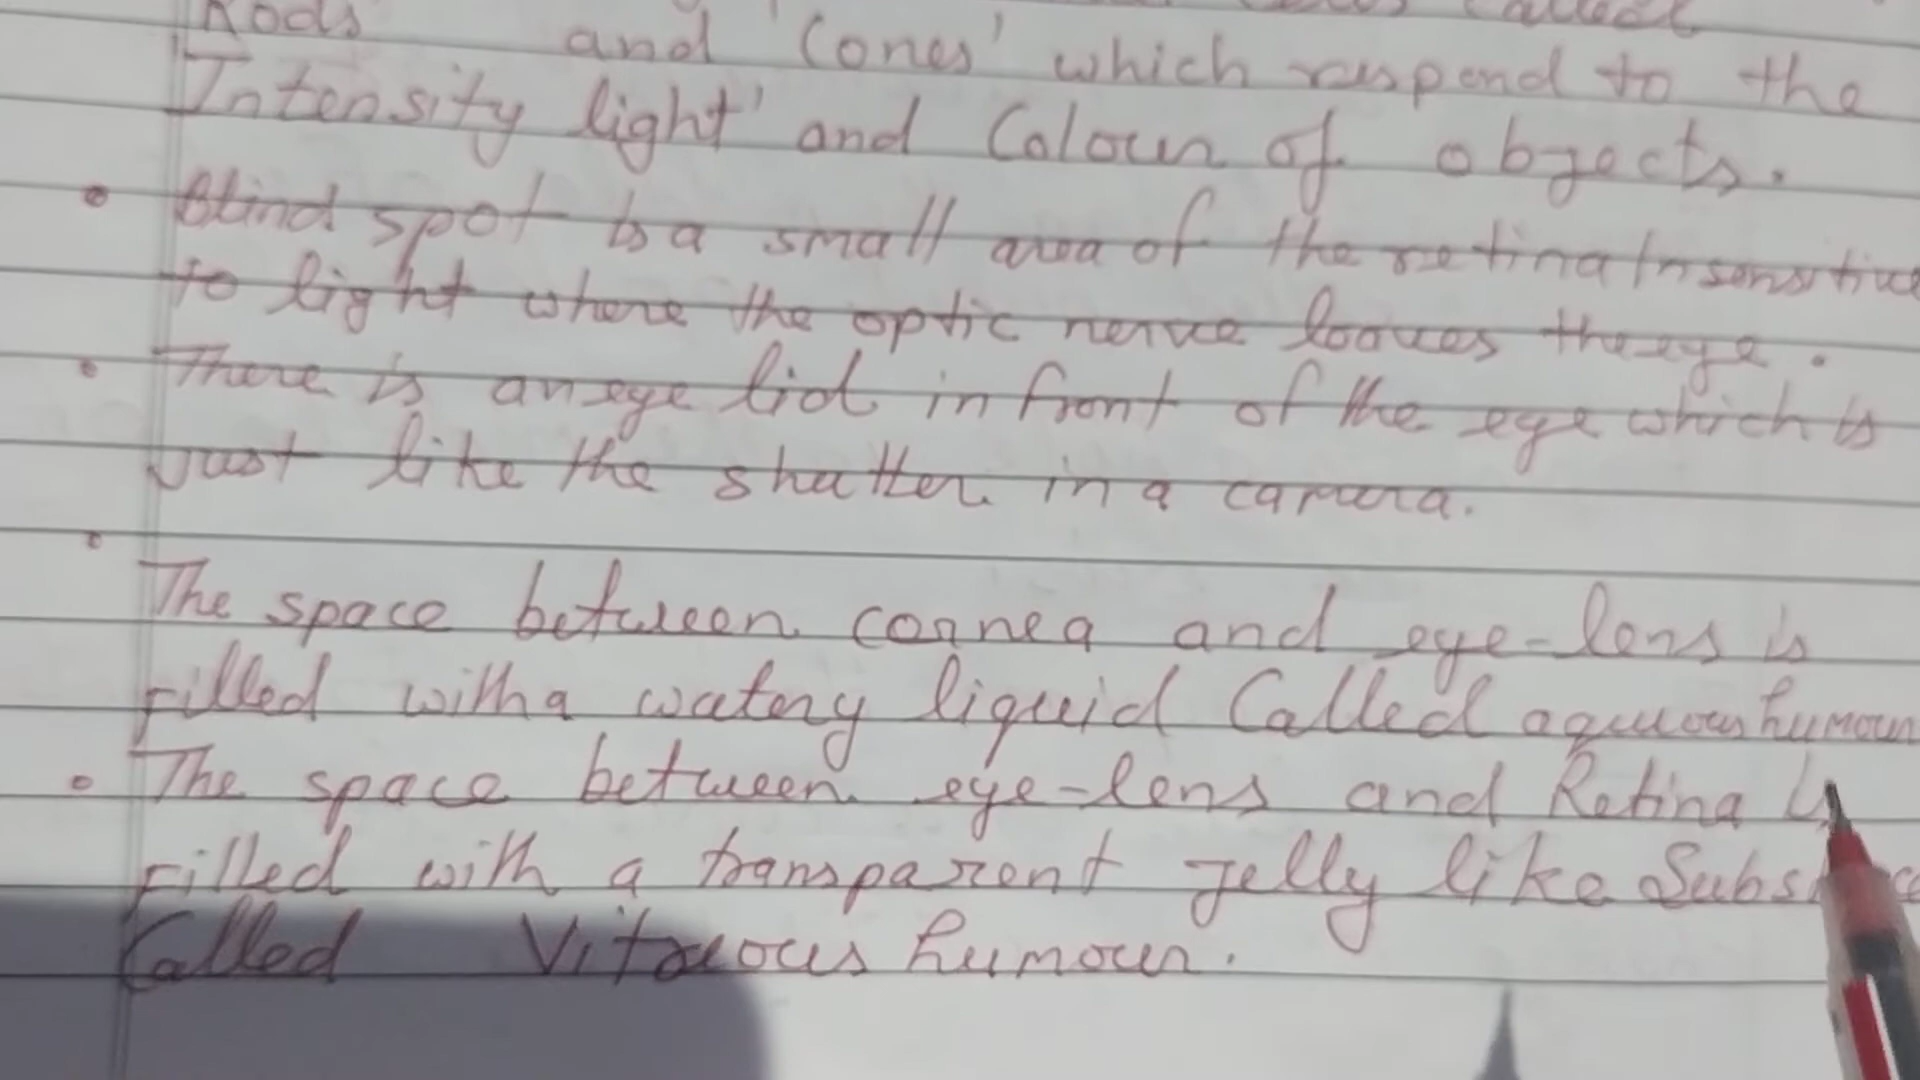 Rods and 'Cones' which respond to the
Intensity light' and Colour of objects.
• Blind spot is a small area of the retina Insensitive
to light where the optic nerve leaves the eye.
• There is an eye lid in front of the eye which is
Just like the shatter in a camera.
•
The space between cornea and eye-lens is
Filled with a watery liquid Called aquuous humour
• The space between eye-lens and Retina is
Filled with a transparent jelly like
Called Vitreous humour.